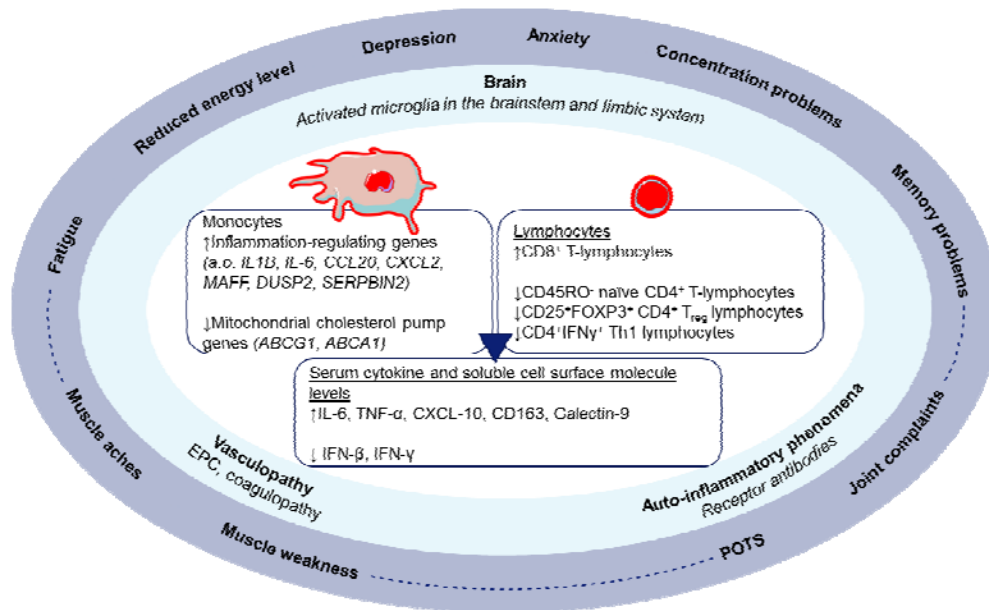 Depression
Anxiety
Concentration problems
Reduced energy level
Memory problems
Fatigue
Brain
Activated microglia in the brainstem and limbic system
Monocytes
↑Inflammation-regulating genes
(a.o. IL1B, IL-6, CCL20, CXCL2,
MAFF, DUSP2, SERPBIN2)
↓Mitochondrial cholesterol pump
genes (ABCG1, ABCA1)
Lymphocytes
↑CD8⁺ T-lymphocytes
↓CD45RO⁻ naïve CD4⁺ T-lymphocytes
↓CD25⁺FOXP3⁺ CD4⁺ Treg lymphocytes
↓CD4⁺IFNγ⁺ Th1 lymphocytes
Serum cytokine and soluble cell surface molecule
levels
↑IL-6, TNF-α, CXCL-10, CD163, Galectin-9
↓ IFN-β, IFN-γ
Vasculopathy
EPC, coagulopathy
Auto-inflammatory phenomena
Receptor antibodies
Muscle aches
Joint complaints
Muscle weakness
POTS